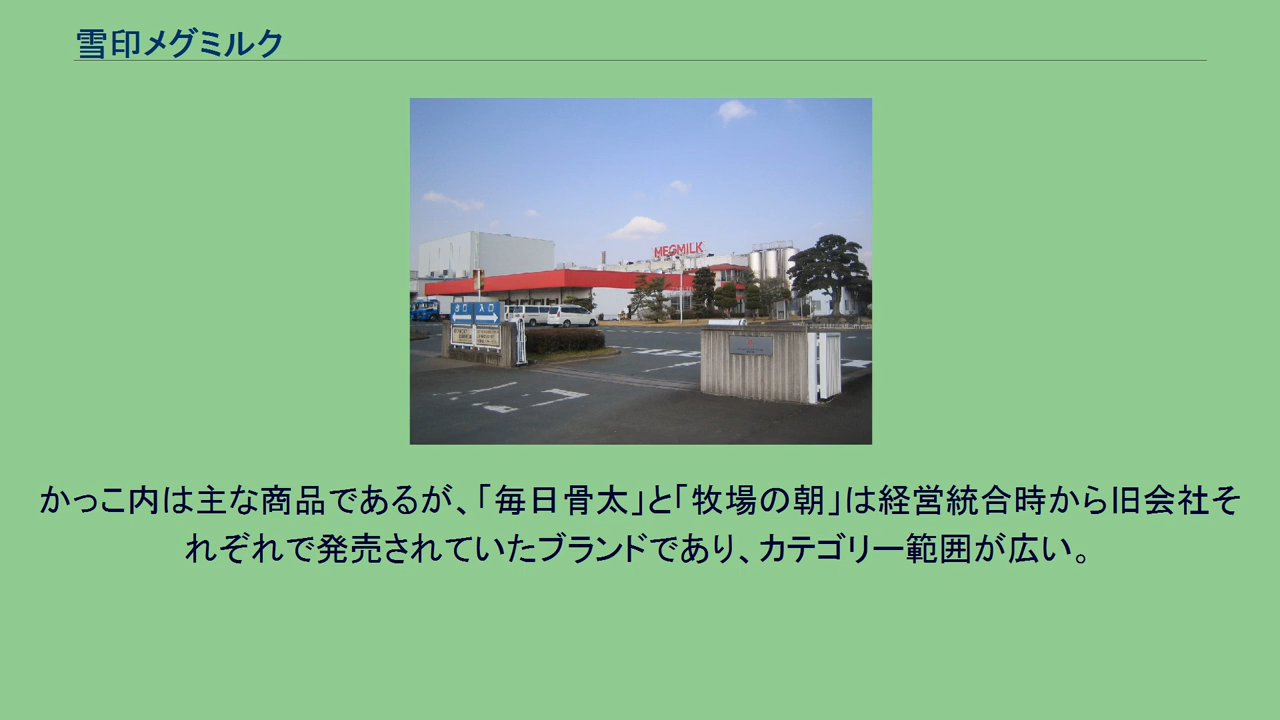 雪印メグミルク
MEGMILK
出口 入口
かっこ内は主な商品であるが、「毎日骨太」と「牧場の朝」は経営統合時から旧会社そ
れぞれで発売されていたブランドであり、カテゴリー範囲が広い。